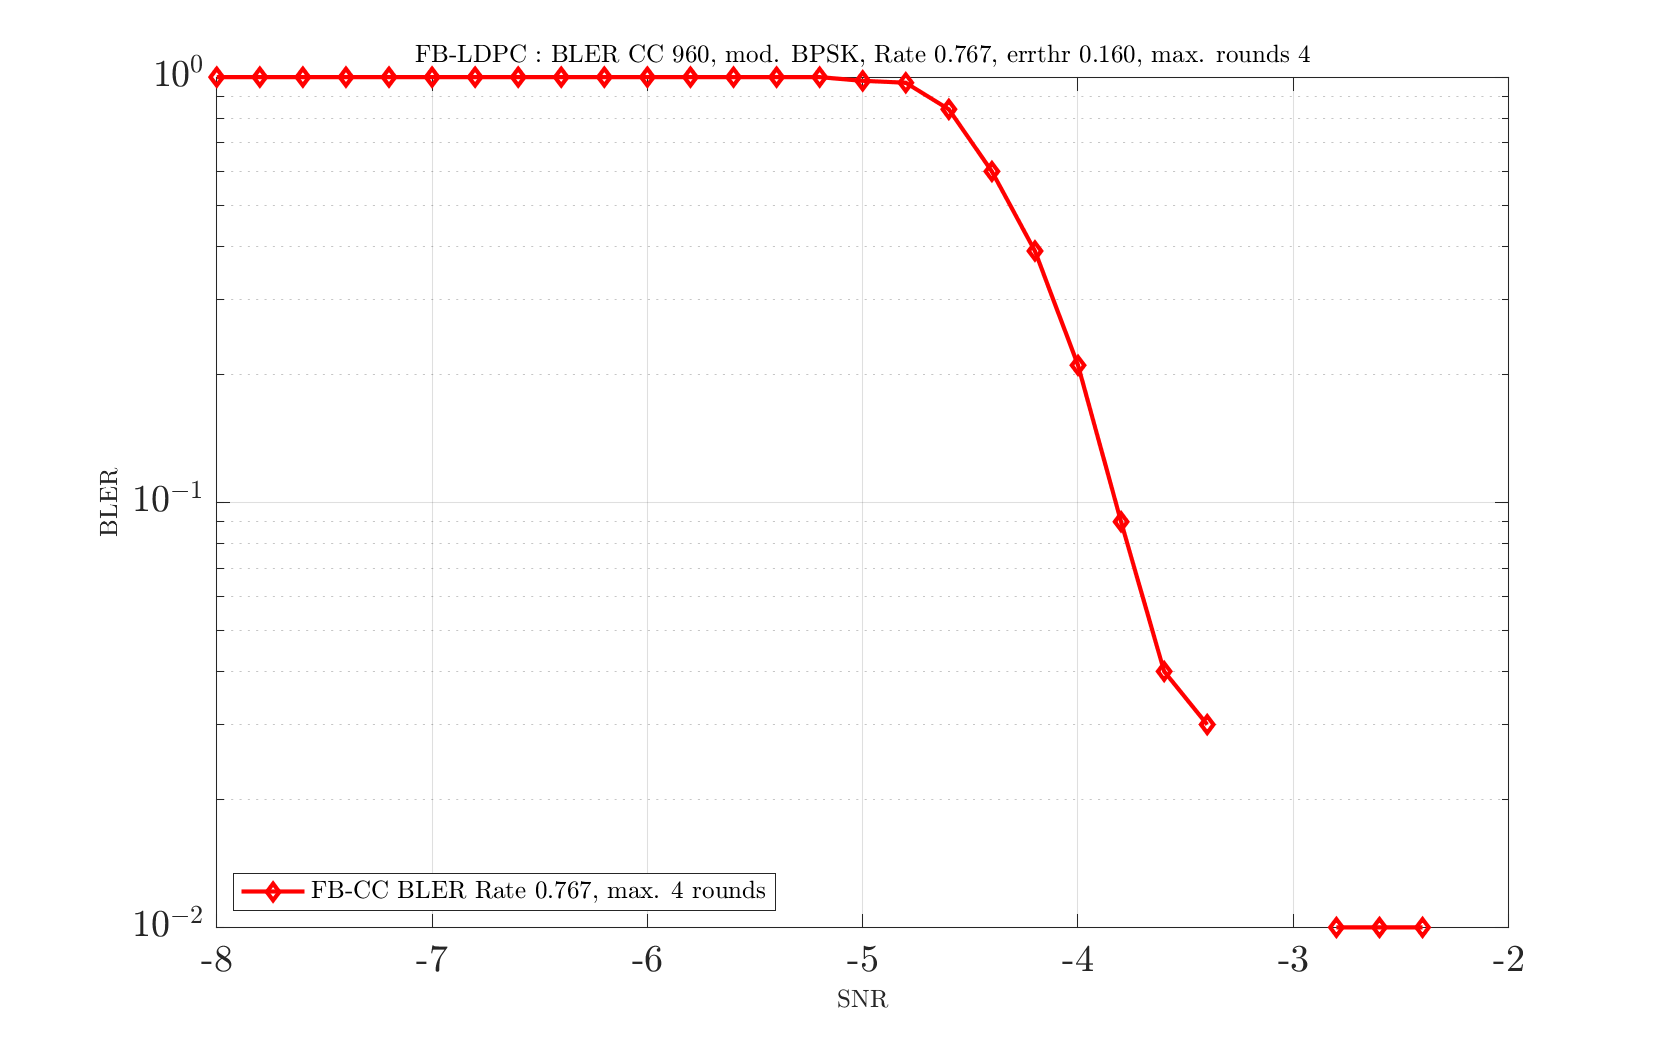 FB-LDPC : BLER CC 960, mod. BPSK, Rate 0.767, errthr 0.160, max. rounds 4
10^0
10^{-1}
10^{-2}
BLER
FB-CC BLER Rate 0.767, max. 4 rounds
-8 -7 -6 -5 -4 -3 -2
SNR